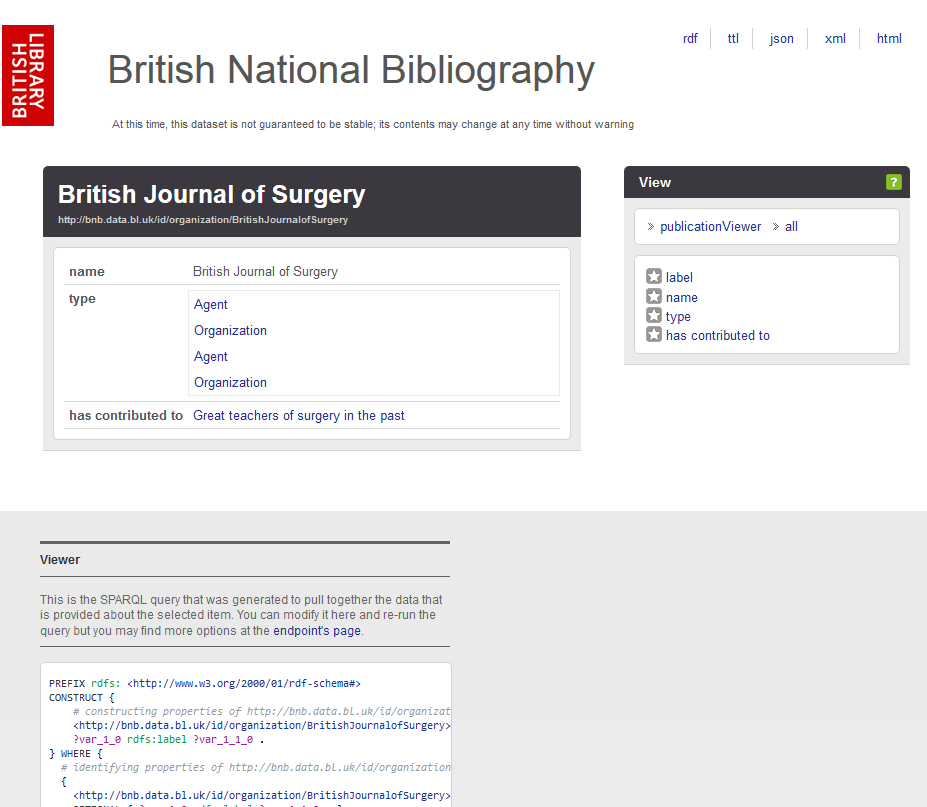 BRITISH
LIBRARY
rdf ttl json xml html
British National Bibliography
At this time, this dataset is not guaranteed to be stable; its contents may change at any time without warning
British Journal of Surgery
http://bnb.data.bl.uk/id/organization/BritishJournalofSurgery
name British Journal of Surgery
type Agent
Organization
Agent
Organization
has contributed to Great teachers of surgery in the past
View ?
» publicationViewer » all
label
name
type
has contributed to
Viewer
This is the SPARQL query that was generated to pull together the data that
is provided about the selected item. You can modify it here and re-run the
query but you may find more options at the endpoint's page.
PREFIX rdfs: <http://www.w3.org/2000/01/rdf-schema#>
CONSTRUCT {
# constructing properties of http://bnb.data.bl.uk/id/organizat
<http://bnb.data.bl.uk/id/organization/BritishJournalofSurgery>
?var_1_0 rdfs:label ?var_1_1_0 .
} WHERE {
# identifying properties of http://bnb.data.bl.uk/id/organization
{
<http://bnb.data.bl.uk/id/organization/BritishJournalofSurgery>